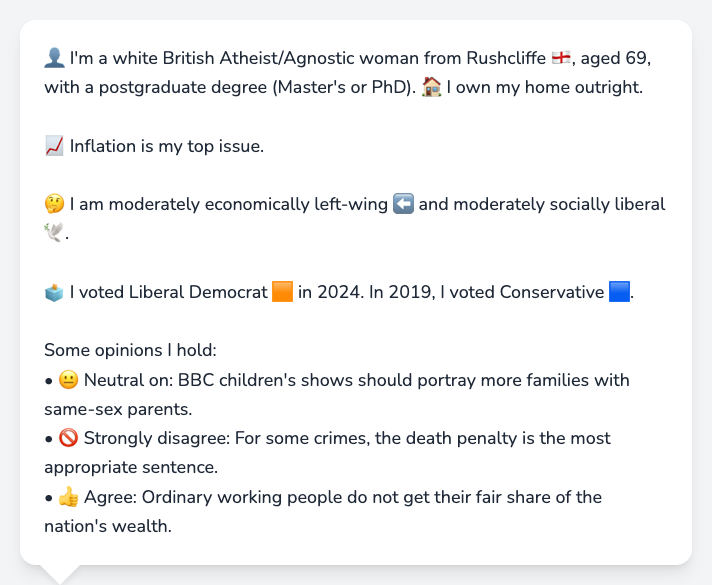 👤 I'm a white British Atheist/Agnostic woman from Rushcliffe 🏴󠁧󠁢󠁥󠁮󠁧󠁿, aged 69,
with a postgraduate degree (Master's or PhD). 🏠 I own my home outright.
📈 Inflation is my top issue.
🤔 I am moderately economically left-wing ⬅️ and moderately socially liberal
🕊️.
🗳️ I voted Liberal Democrat 🟧 in 2024. In 2019, I voted Conservative 🟦.
Some opinions I hold:
• 😐 Neutral on: BBC children's shows should portray more families with
same-sex parents.
• 🚫 Strongly disagree: For some crimes, the death penalty is the most
appropriate sentence.
• 👍 Agree: Ordinary working people do not get their fair share of the
nation's wealth.